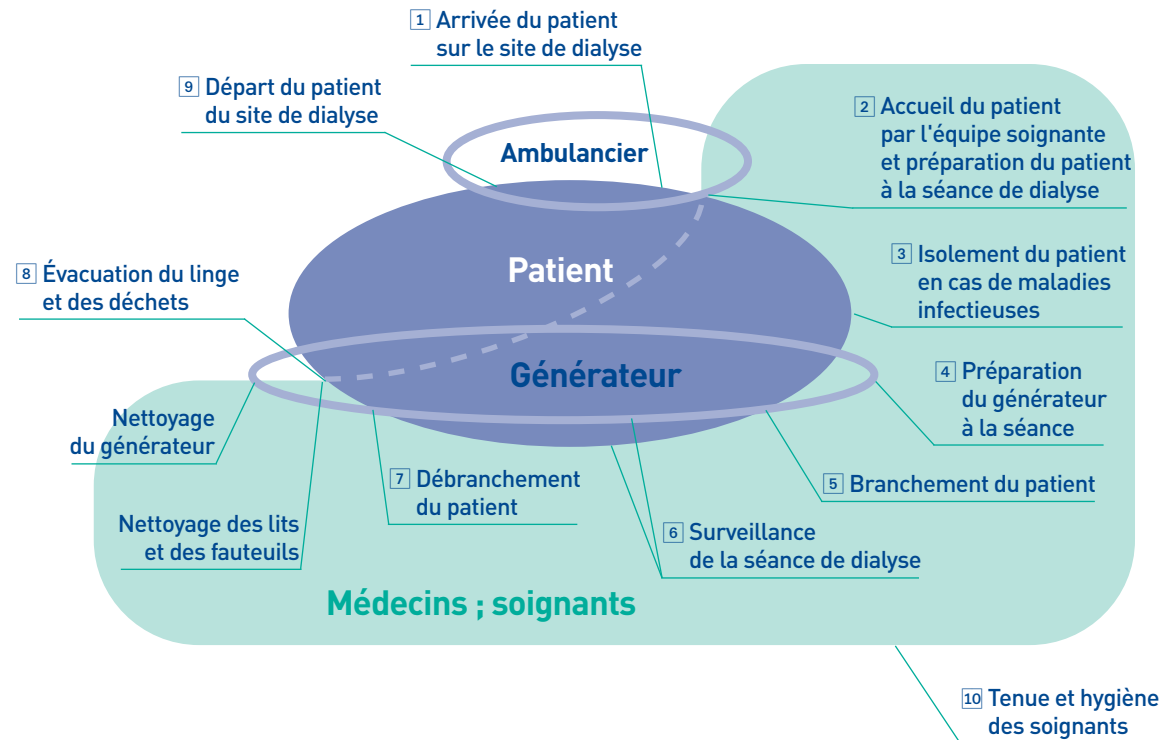 1 Arrivée du patient
sur le site de dialyse
9 Départ du patient
du site de dialyse
Ambulancier
2 Accueil du patient
par l'équipe soignante
et préparation du patient
à la séance de dialyse
Patient
3 Isolement du patient
en cas de maladies
infectieuses
8 Évacuation du linge
et des déchets
Générateur
4 Préparation
du générateur
à la séance
Nettoyage
du générateur
7 Débranchement
du patient
5 Branchement du patient
Nettoyage des lits
et des fauteuils
6 Surveillance
de la séance de dialyse
Médecins ; soignants
10 Tenue et hygiène
des soignants